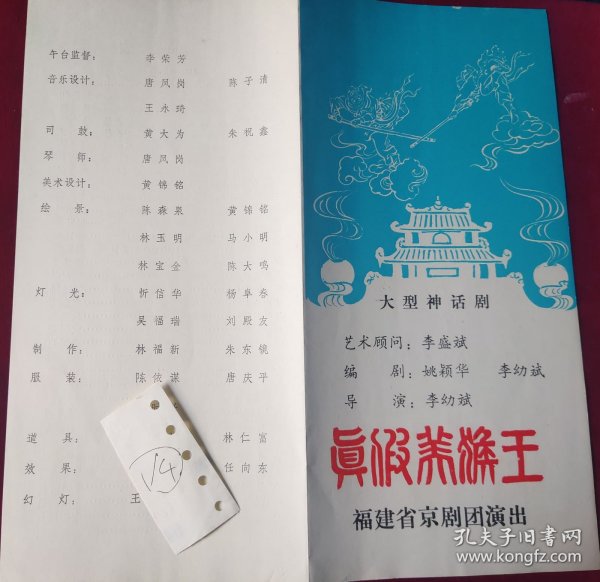 午台监督： 李荣芳
音乐设计： 唐凤岗 陈子清
王永琦
司鼓： 黄大为 朱祝鑫
琴师： 唐凤岗
美术设计： 黄锦铭
绘景： 陈森泉 黄锦铭
林玉明 马小明
林宝金 陈大鸣
灯光： 忻信华 杨阜春
吴福瑞 刘殿友
制作： 林福新 朱东镜
服装： 陈依谋 唐庆平
道具： 林仁富
效果： 任向东
幻灯： 王
14
大型神话剧
艺术顾问：李盛斌
编剧：姚颖华 李幼斌
导演：李幼斌
真假美猴王
福建省京剧团演出
孔夫子旧书网
www.kongfz.com